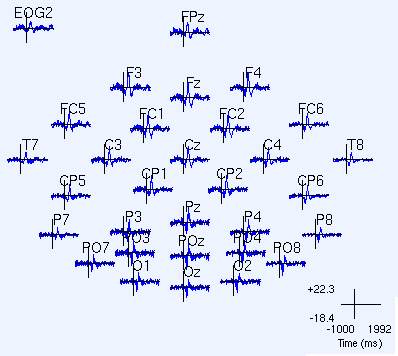 EOG2 FPz
F3 Fz F4
FC5 FC1 FC2 FC6
T7 C3 Cz C4 T8
CP5 CP1 CP2 CP6
P7 P3 Pz P4 P8
PO7 PO3 POz PO4 PO8
O1 Oz O2
+22.3
-18.4
-1000 1992
Time (ms)